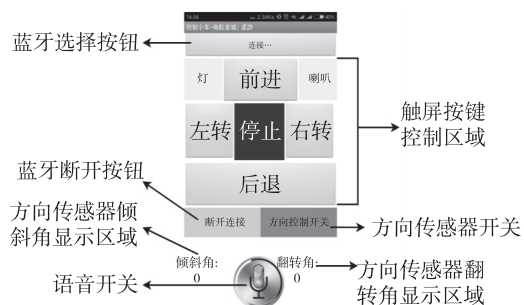 14:34
40%
蓝牙选择按钮
连接…
灯
前进
喇叭
左转
停止
右转
触屏按键
控制区域
后退
蓝牙断开按钮
断开连接
方向控制开关
方向传感器开关
方向传感器倾
斜角显示区域
倾斜角:
0
翻转角:
0
方向传感器翻
转角显示区域
语音开关